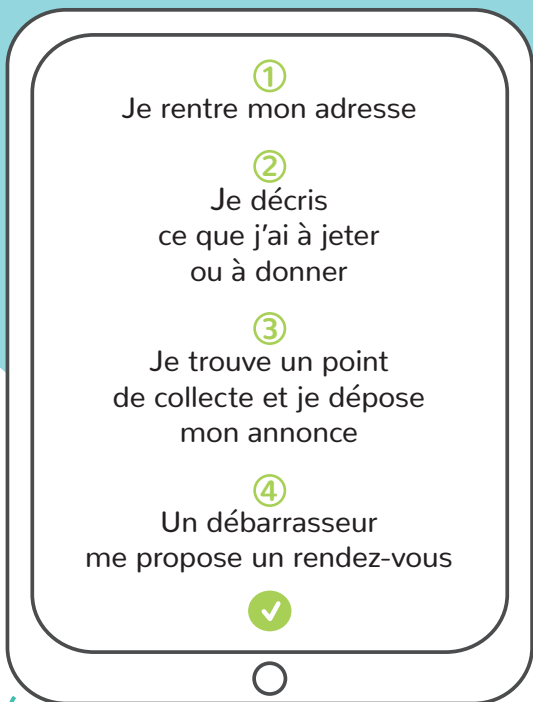 ①
Je rentre mon adresse
②
Je décris
ce que j'ai à jeter
ou à donner
③
Je trouve un point
de collecte et je dépose
mon annonce
④
Un débarrasseur
me propose un rendez-vous